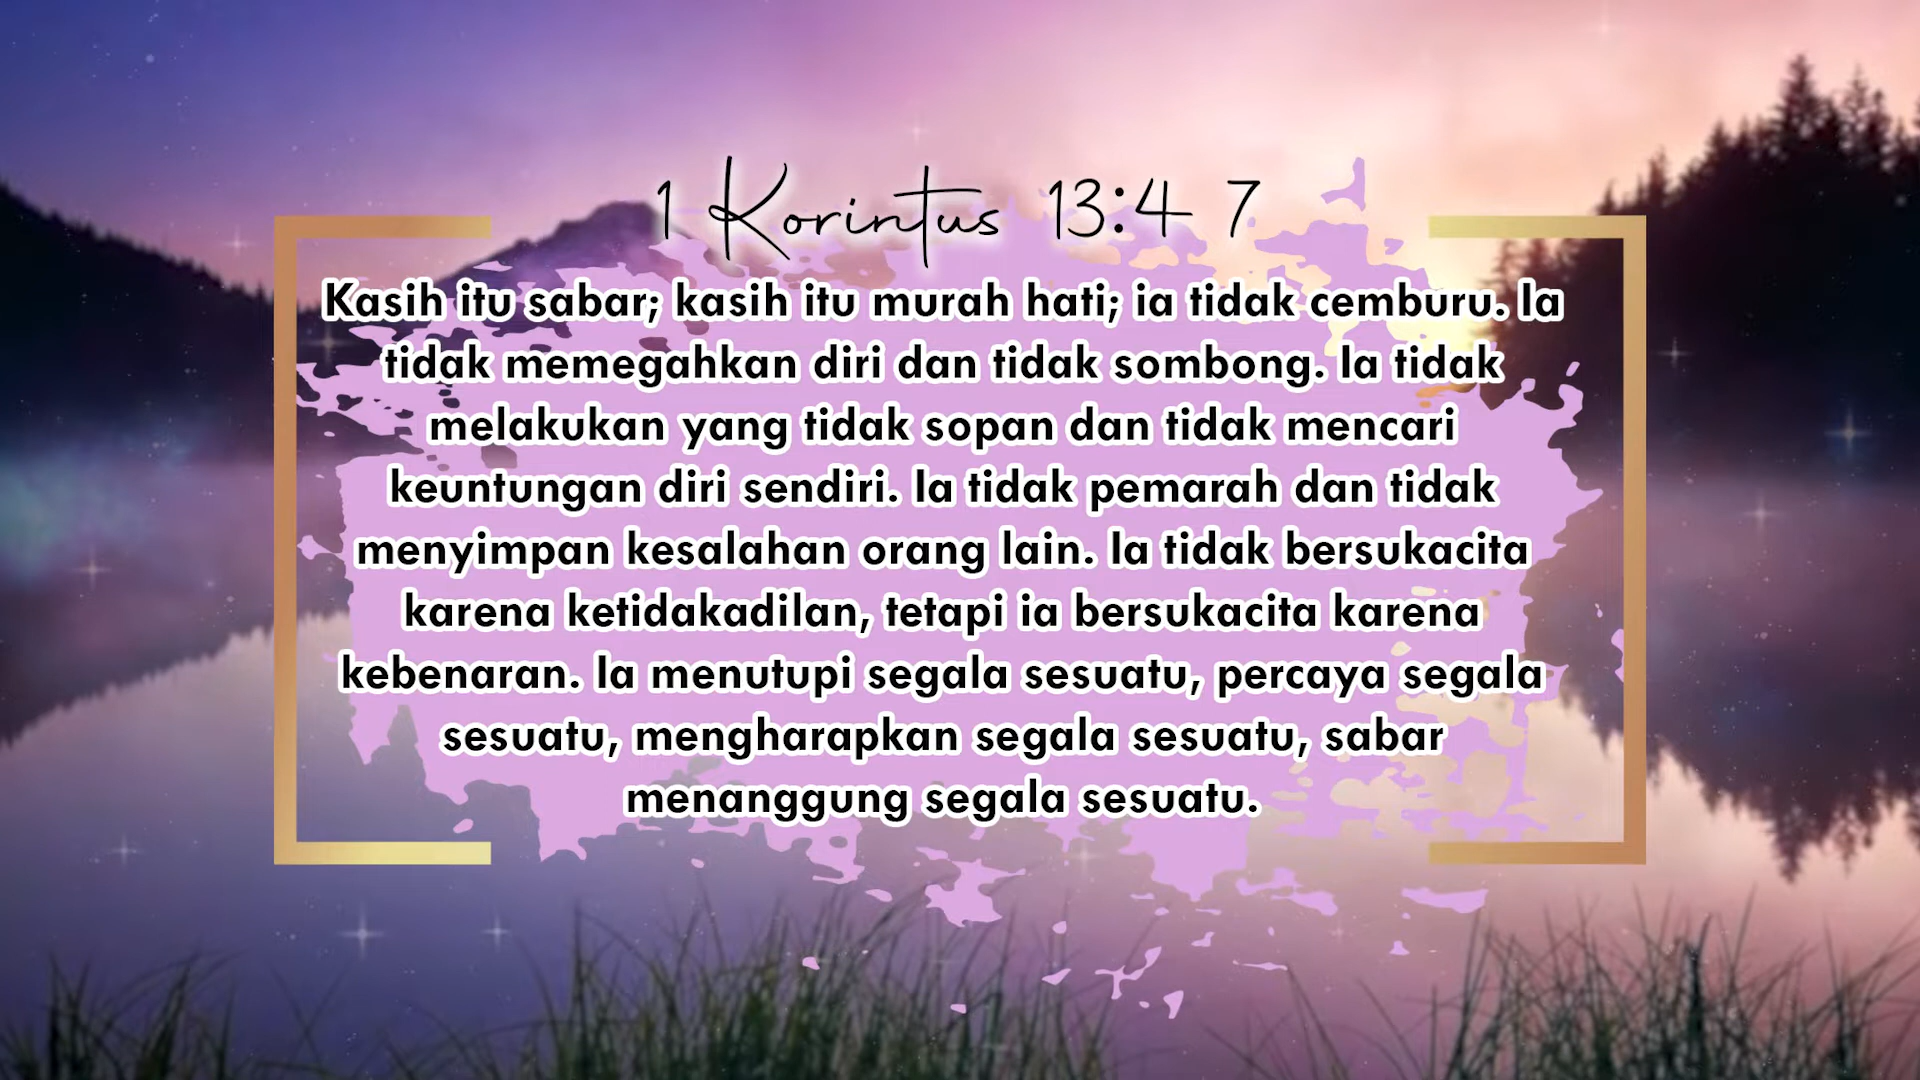 1 Korintus 13:4 7
Kasih itu sabar; kasih itu murah hati; ia tidak cemburu. Ia
tidak memegahkan diri dan tidak sombong. Ia tidak
melakukan yang tidak sopan dan tidak mencari
keuntungan diri sendiri. Ia tidak pemarah dan tidak
menyimpan kesalahan orang lain. Ia tidak bersukacita
karena ketidakadilan, tetapi ia bersukacita karena
kebenaran. Ia menutupi segala sesuatu, percaya segala
sesuatu, mengharapkan segala sesuatu, sabar
menanggung segala sesuatu.